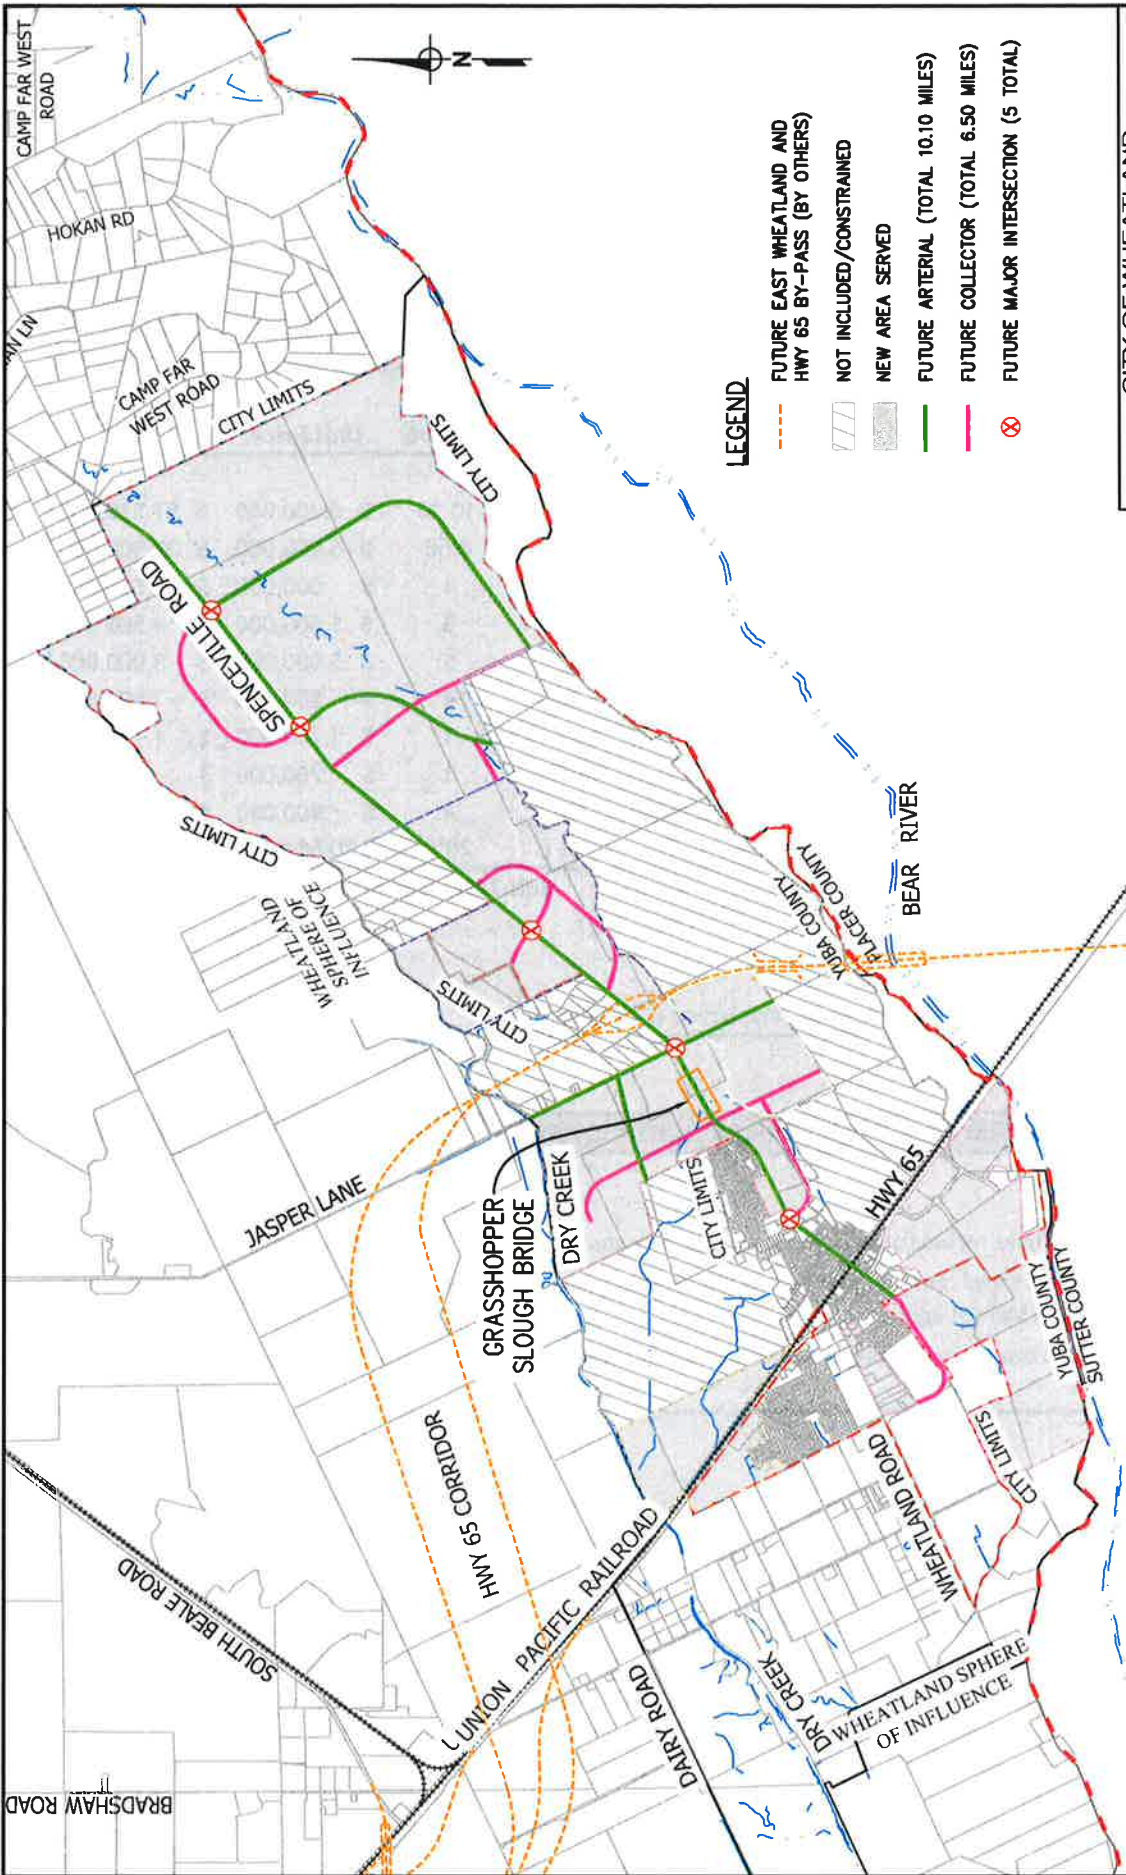 CAMP FAR WEST
ROAD
HOKAN RD
CAMP FAR
WEST ROAD
CITY LIMITS
CITY LIMITS
SPENCEVILLE ROAD
CITY LIMITS
WHEATLAND
SPHERE OF
INFLUENCE
CITY LIMITS
JASPER LANE
GRASSHOPPER
SLOUGH BRIDGE
DRY CREEK
CITY LIMITS
HWY 65
YUBA COUNTY
PLACER COUNTY
BEAR RIVER
HWY 65 CORRIDOR
SOUTH BEALE ROAD
UNION PACIFIC RAILROAD
BRADSHAW ROAD
DAIRY ROAD
DRY CREEK
WHEATLAND SPHERE
OF INFLUENCE
WHEATLAND ROAD
CITY LIMITS
YUBA COUNTY
SUTTER COUNTY
N
LEGEND
FUTURE EAST WHEATLAND AND
HWY 65 BY-PASS (BY OTHERS)
NOT INCLUDED/CONSTRAINED
NEW AREA SERVED
FUTURE ARTERIAL (TOTAL 10.10 MILES)
FUTURE COLLECTOR (TOTAL 6.50 MILES)
FUTURE MAJOR INTERSECTION (5 TOTAL)
CITY OF WHEATLAND